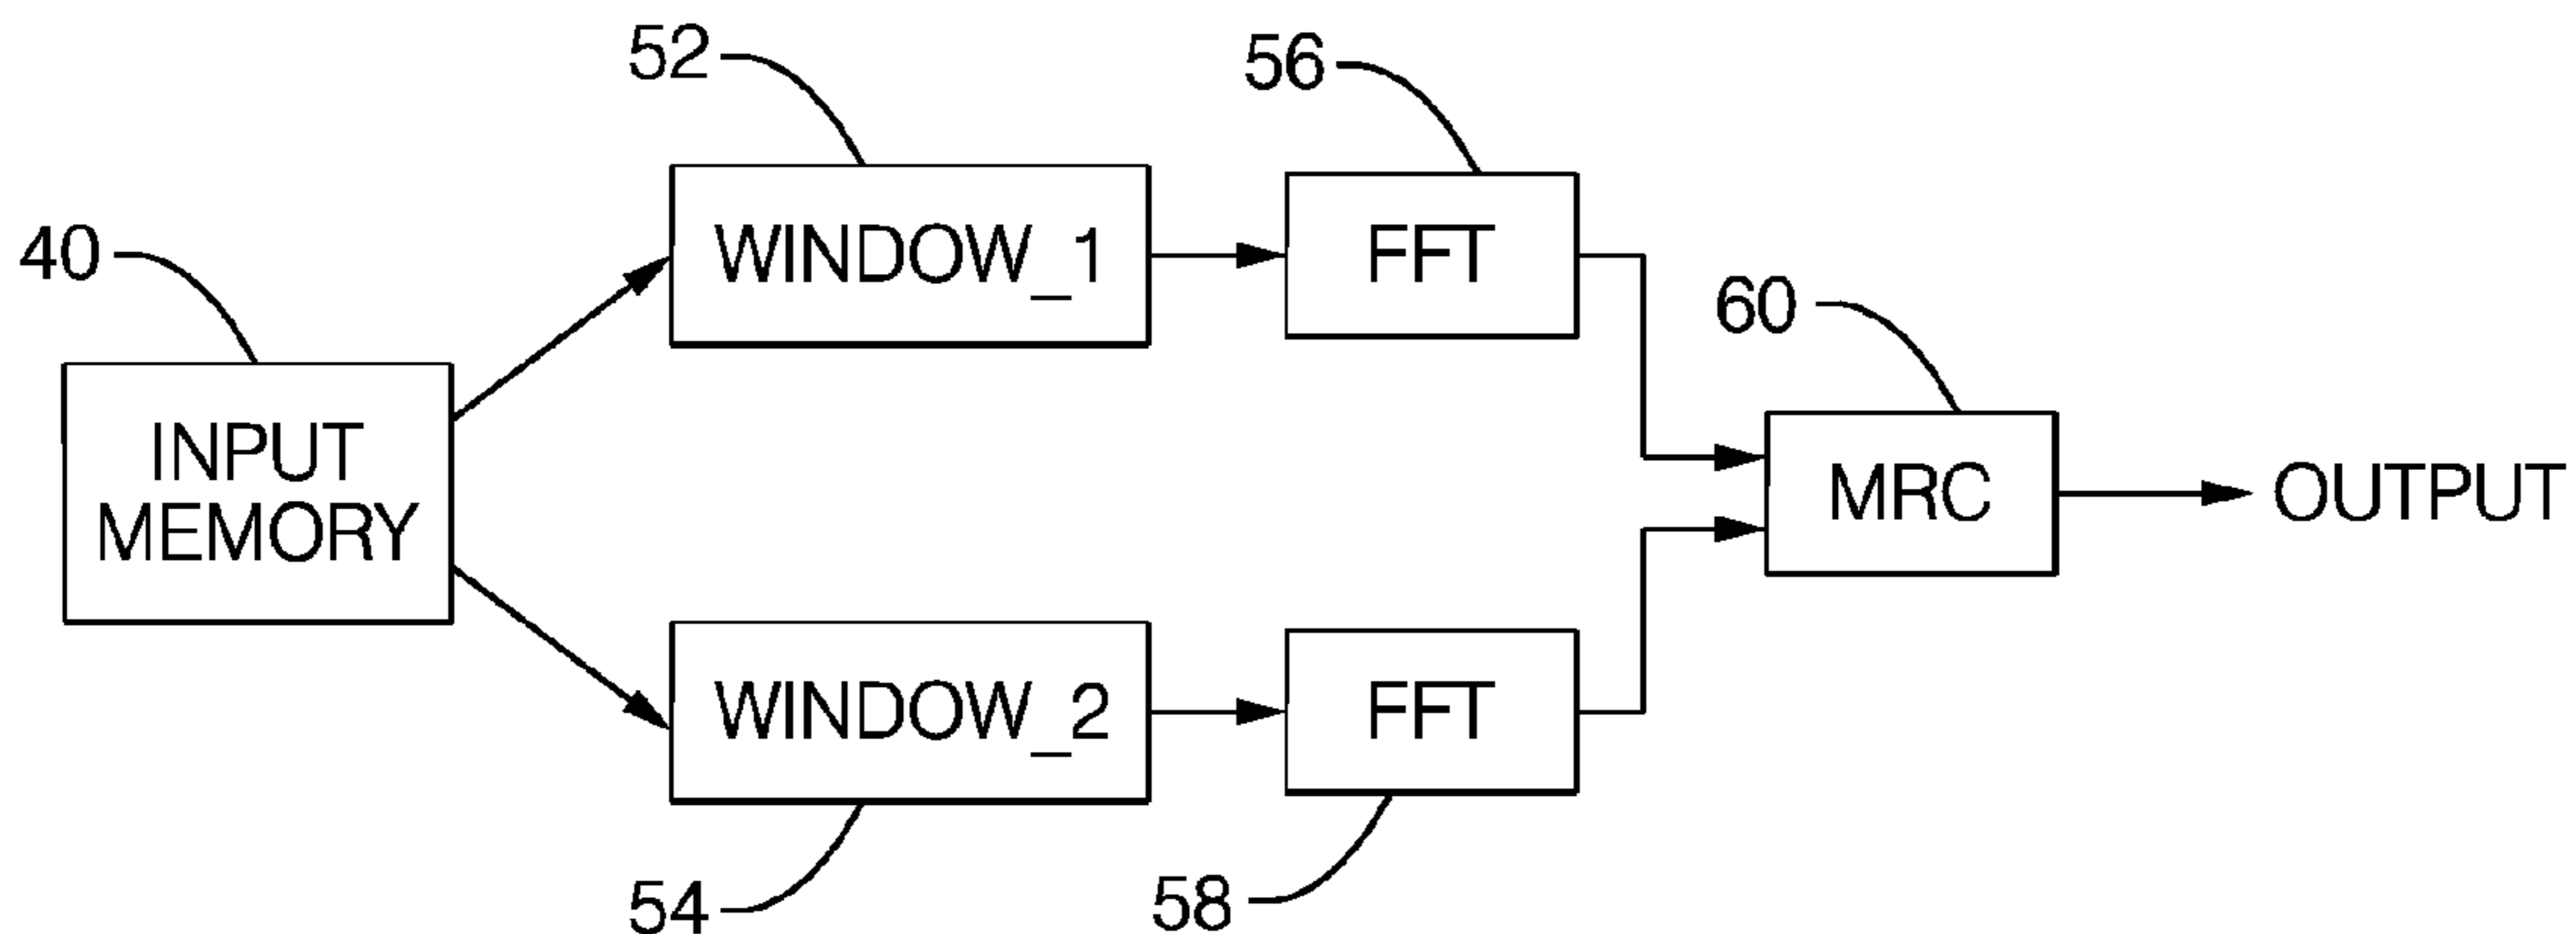 52
56
40
WINDOW_1
FFT
60
INPUT
MEMORY
MRC
OUTPUT
WINDOW_2
FFT
54
58